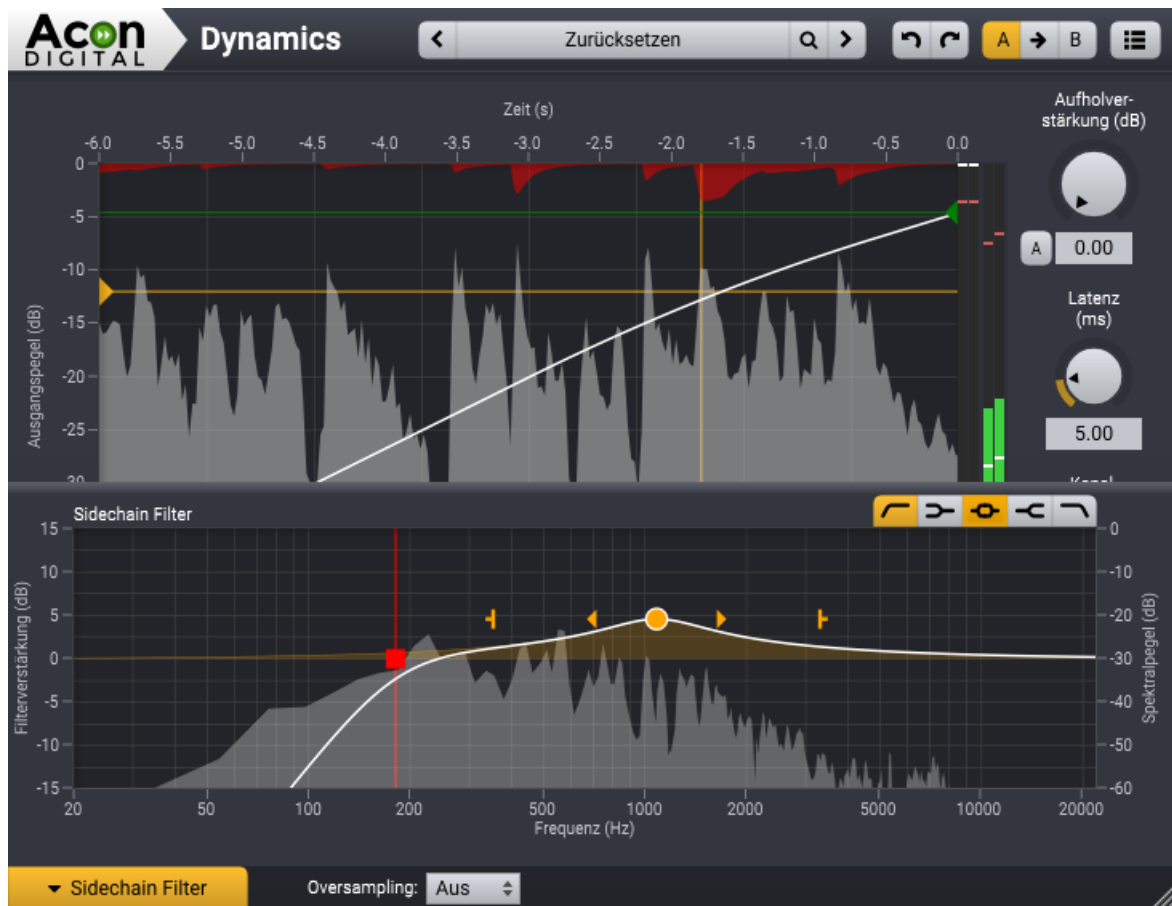 Acon
DIGITAL
Dynamics
Zurücksetzen
A
B
Zeit (s)
-6.0 -5.5 -5.0 -4.5 -4.0 -3.5 -3.0 -2.5 -2.0 -1.5 -1.0 -0.5 0.0
Ausgangspegel (dB)
0
-5
-10
-15
-20
-25
-30
Aufholver-
stärkung (dB)
A 0.00
Latenz
(ms)
5.00
Kanal
Sidechain Filter
Filterverstärkung (dB)
15
10
5
0
-5
-10
-15
0
-10
-20
-30
-40
-50
-60
Spektralpegel (dB)
20 50 100 200 500 1000 2000 5000 10000 20000
Frequenz (Hz)
Sidechain Filter
Oversampling: Aus